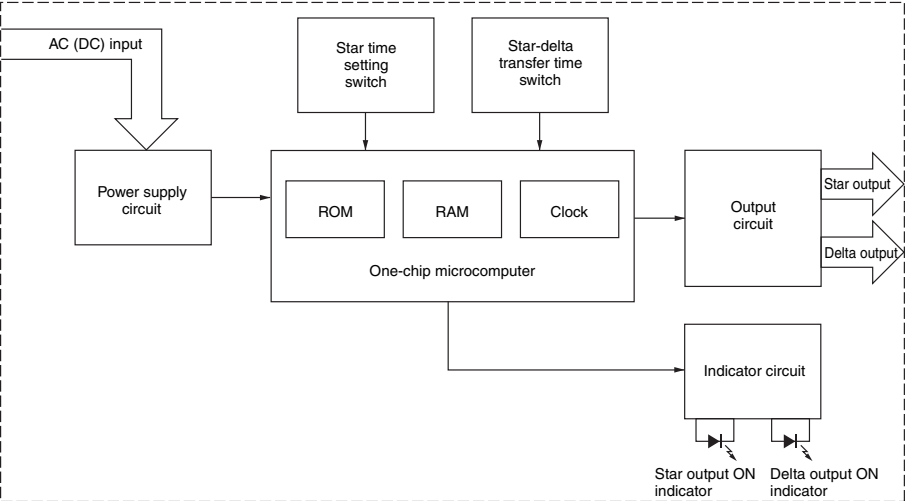 AC (DC) input
Star time
setting
switch
Star-delta
transfer time
switch
Power supply
circuit
ROM
RAM
Clock
One-chip microcomputer
Output
circuit
Star output
Delta output
Indicator circuit
Star output ON
indicator
Delta output ON
indicator